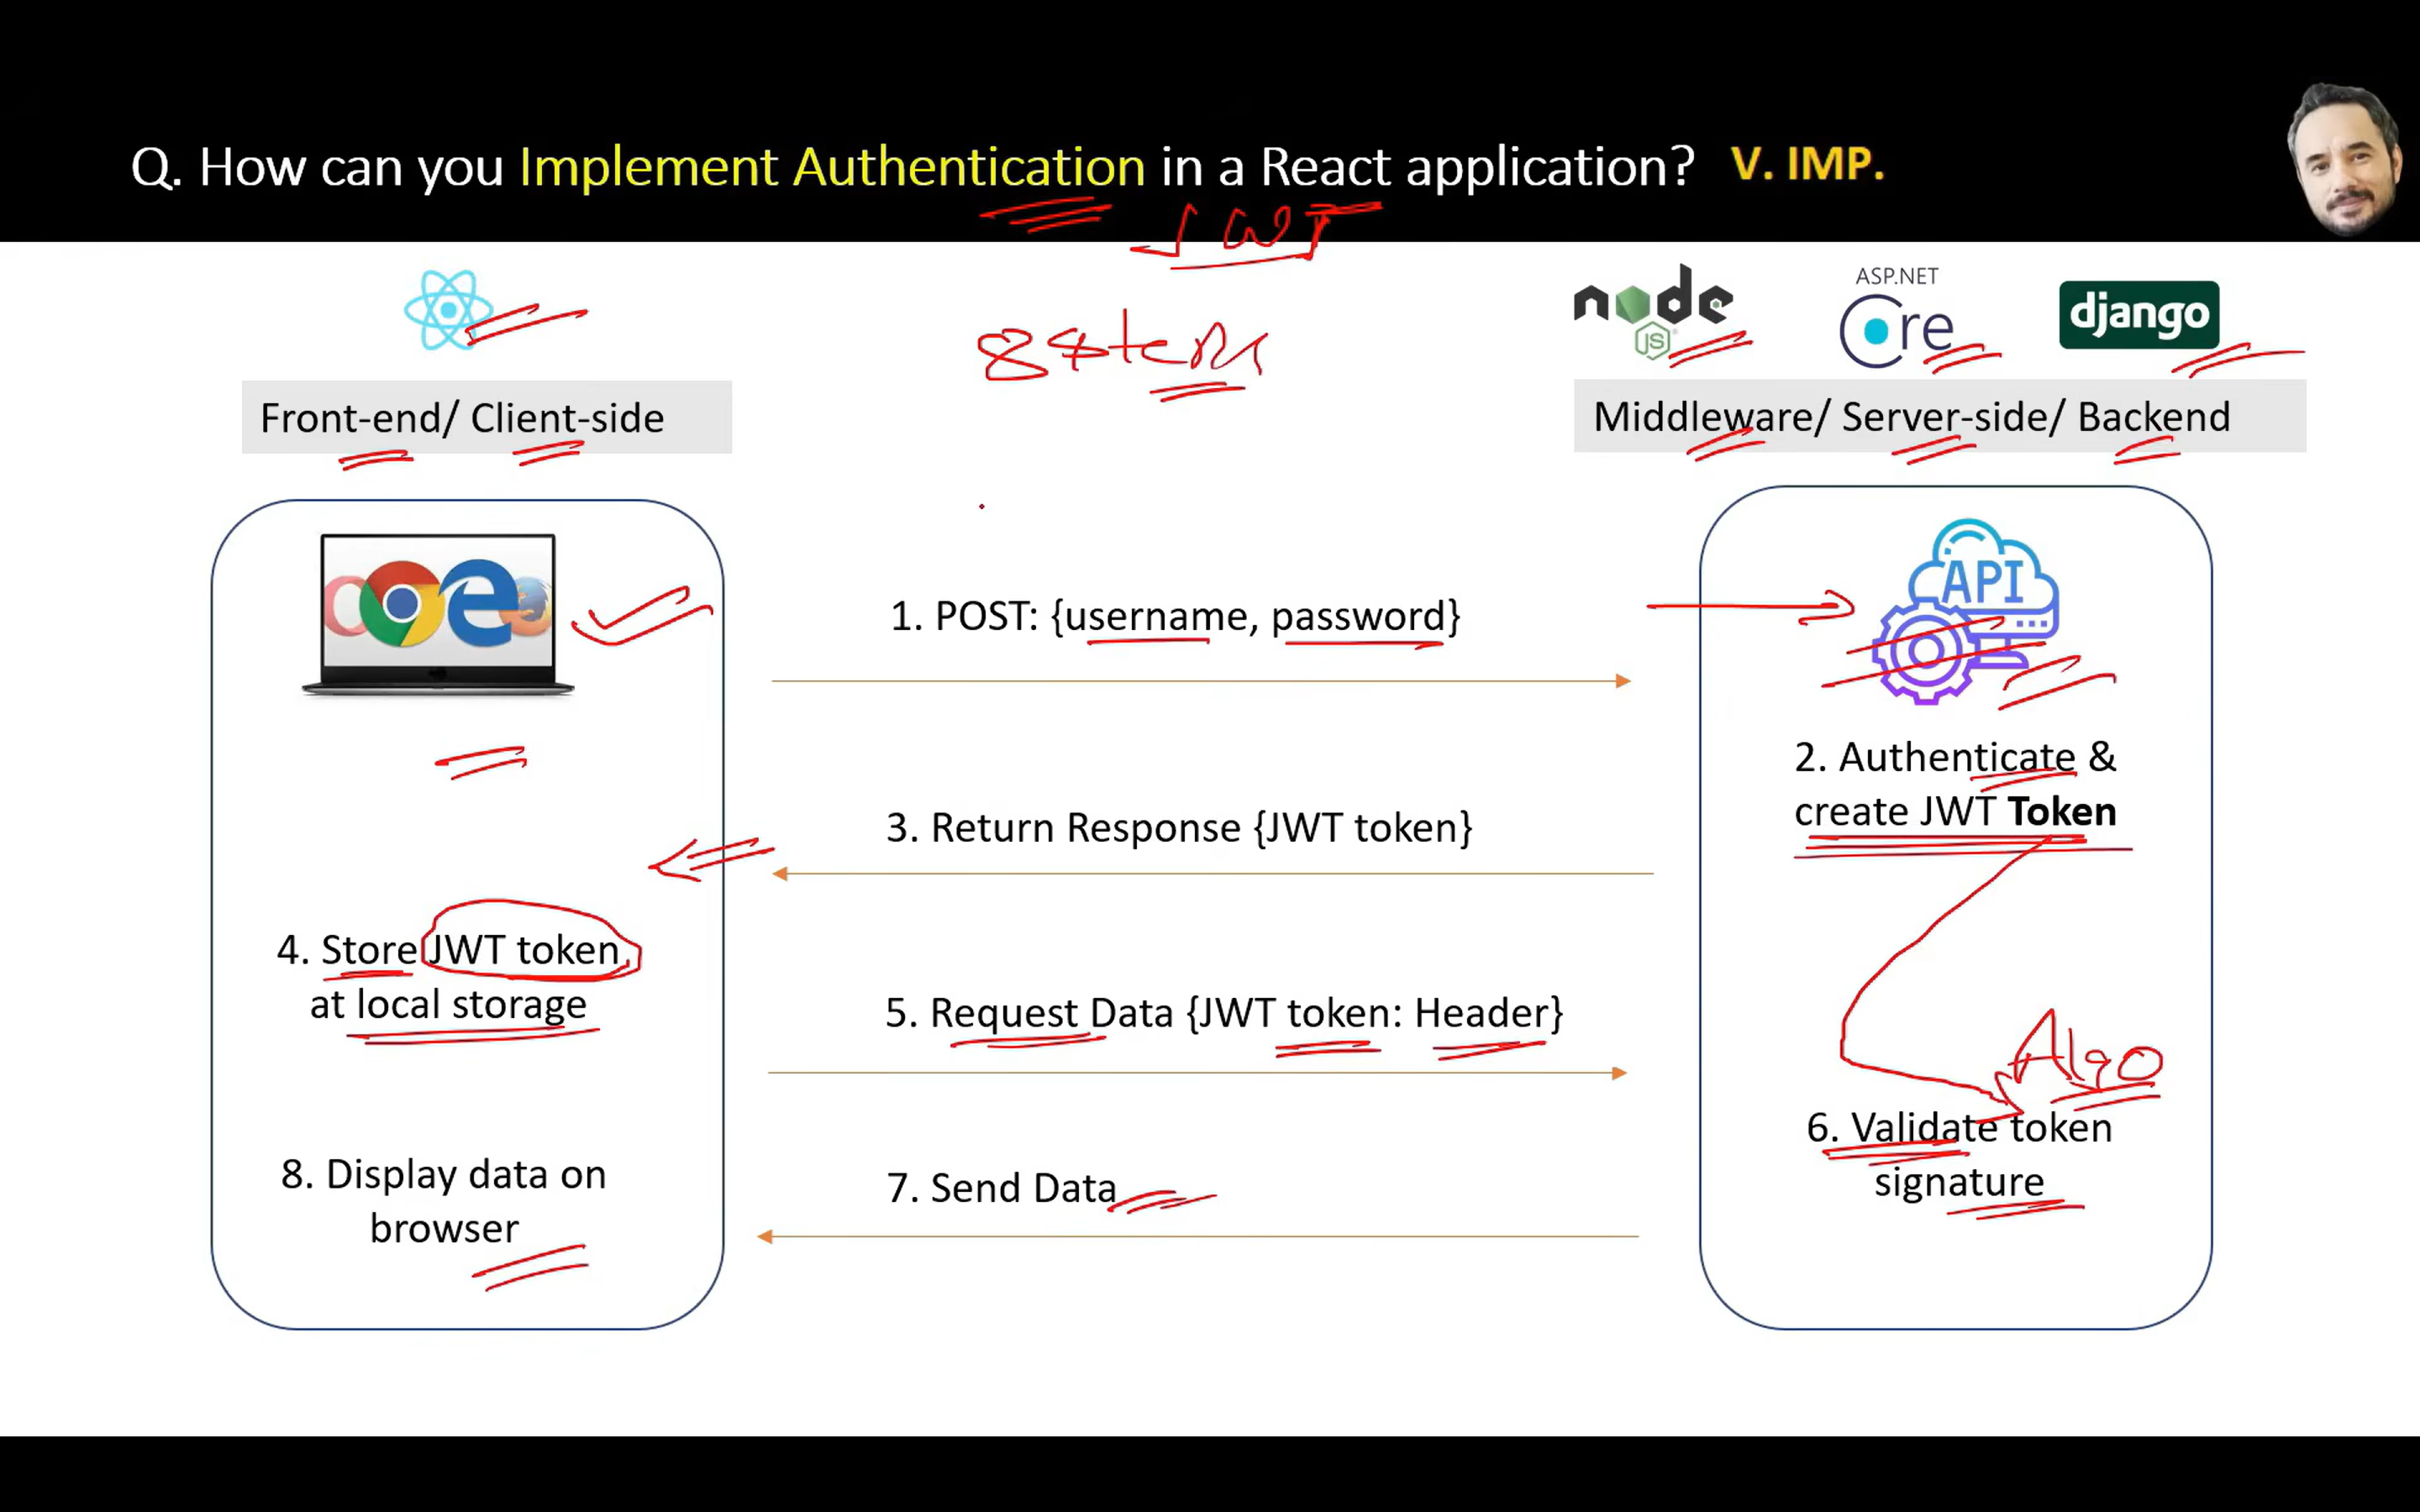 Q. How can you Implement Authentication in a React application? V. IMP.
JWT
8 steps
node
JS
ASP.NET
Core
django
Front-end/ Client-side
Middleware/ Server-side/ Backend
API
1. POST: {username, password}
2. Authenticate &
create JWT Token
3. Return Response {JWT token}
4. Store JWT token
at local storage
5. Request Data {JWT token: Header}
Algo
6. Validate token
signature
7. Send Data
8. Display data on
browser